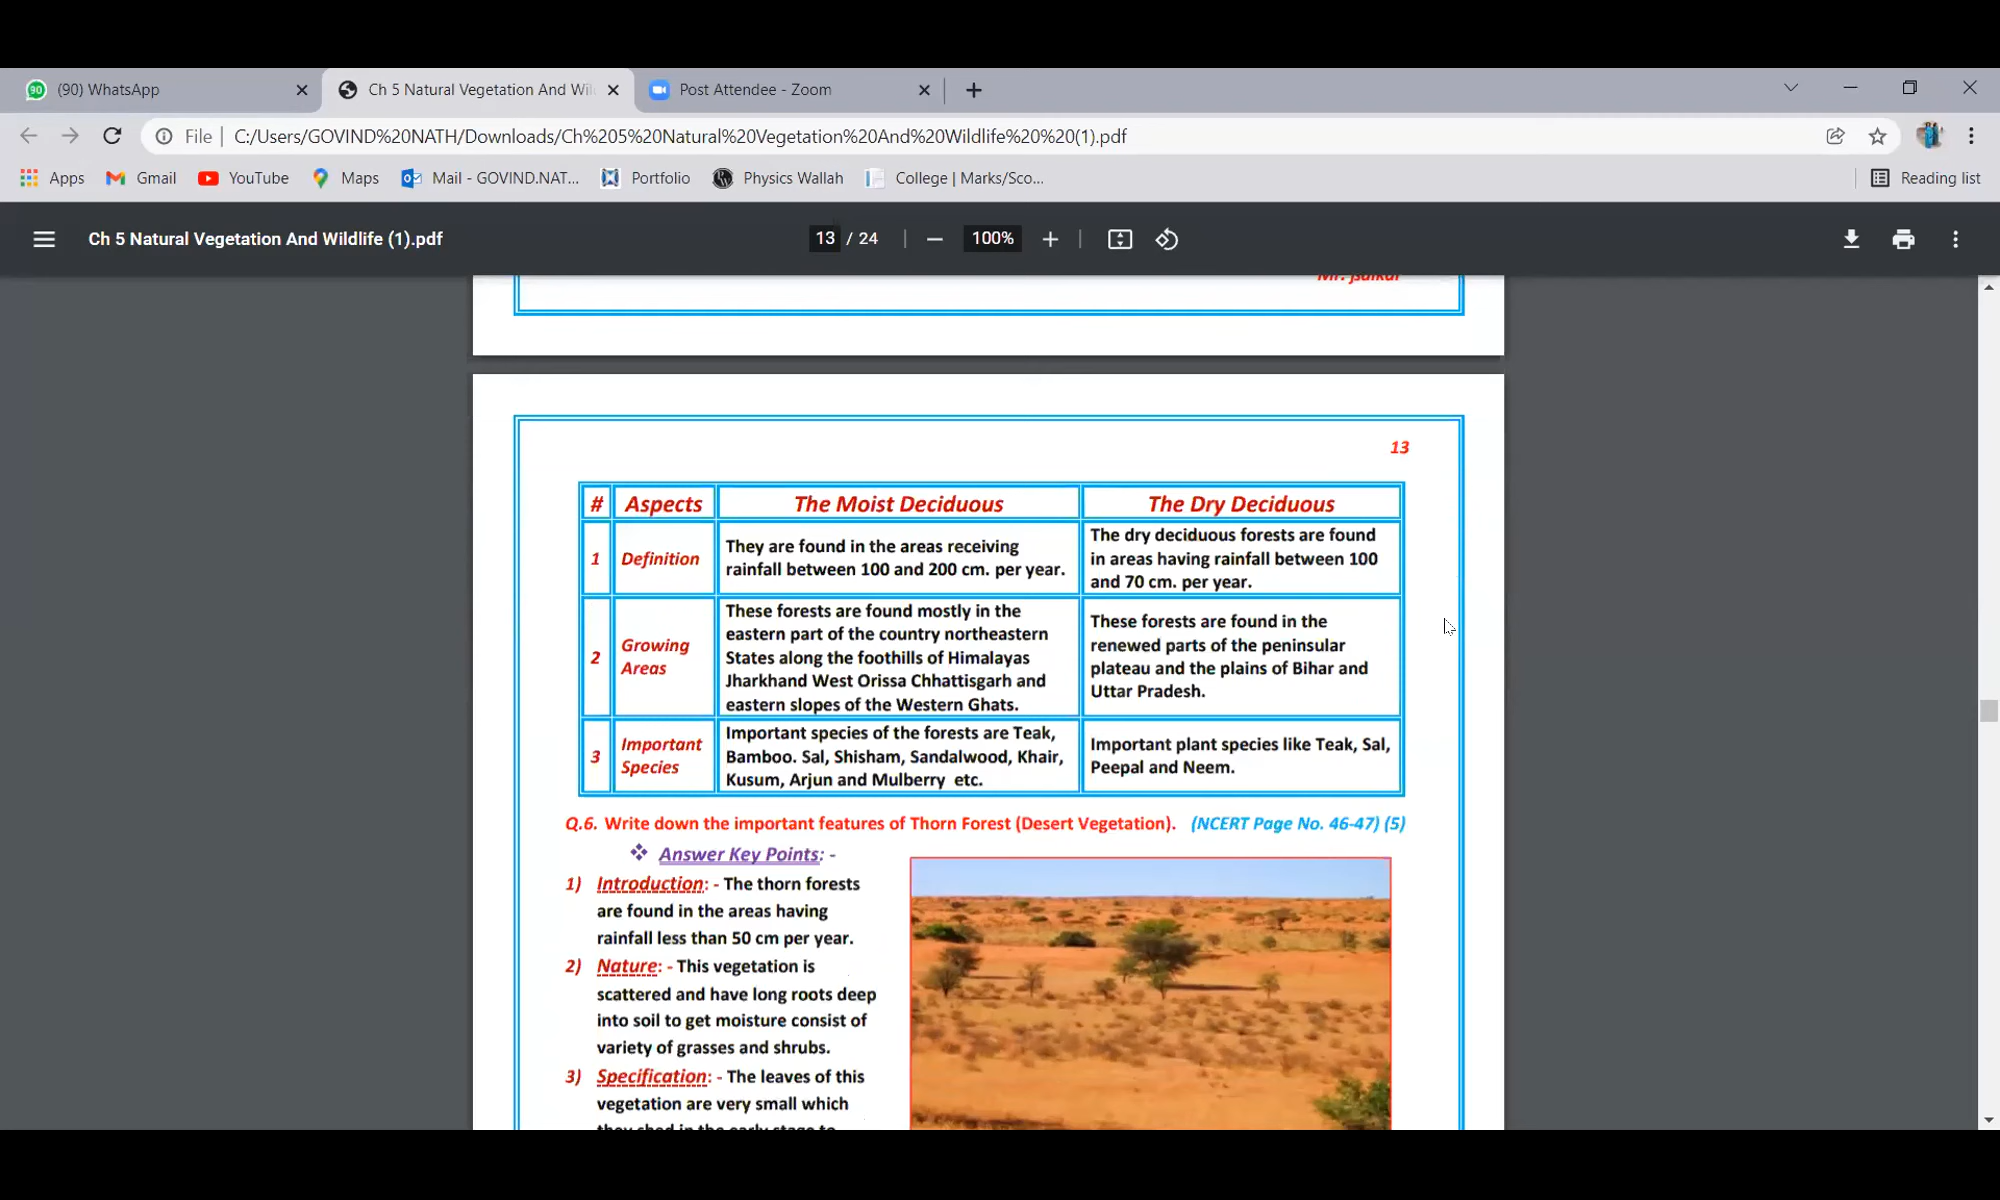 (90) WhatsApp
Ch 5 Natural Vegetation And Wil
Post Attendee - Zoom
File
C:/Users/GOVIND%20NATH/Downloads/Ch%205%20Natural%20Vegetation%20And%20Wildlife%20%20(1).pdf
Apps
Gmail
YouTube
Maps
Mail - GOVIND.NAT...
Portfolio
Physics Wallah
College | Marks/Sco...
Reading list
Ch 5 Natural Vegetation And Wildlife (1).pdf
13 / 24
100%
13
# Aspects The Moist Deciduous The Dry Deciduous
1 Definition
They are found in the areas receiving
rainfall between 100 and 200 cm. per year.
The dry deciduous forests are found
in areas having rainfall between 100
and 70 cm. per year.
2 Growing
Areas
These forests are found mostly in the
eastern part of the country northeastern
States along the foothills of Himalayas
Jharkhand West Orissa Chhattisgarh and
eastern slopes of the Western Ghats.
These forests are found in the
renewed parts of the peninsular
plateau and the plains of Bihar and
Uttar Pradesh.
3 Important
Species
Important species of the forests are Teak,
Bamboo. Sal, Shisham, Sandalwood, Khair,
Kusum, Arjun and Mulberry etc.
Important plant species like Teak, Sal,
Peepal and Neem.
Q.6. Write down the important features of Thorn Forest (Desert Vegetation). (NCERT Page No. 46-47) (5)
❖ Answer Key Points: -
1) Introduction: - The thorn forests
are found in the areas having
rainfall less than 50 cm per year.
2) Nature: - This vegetation is
scattered and have long roots deep
into soil to get moisture consist of
variety of grasses and shrubs.
3) Specification: - The leaves of this
vegetation are very small which
they shed in the early stage to